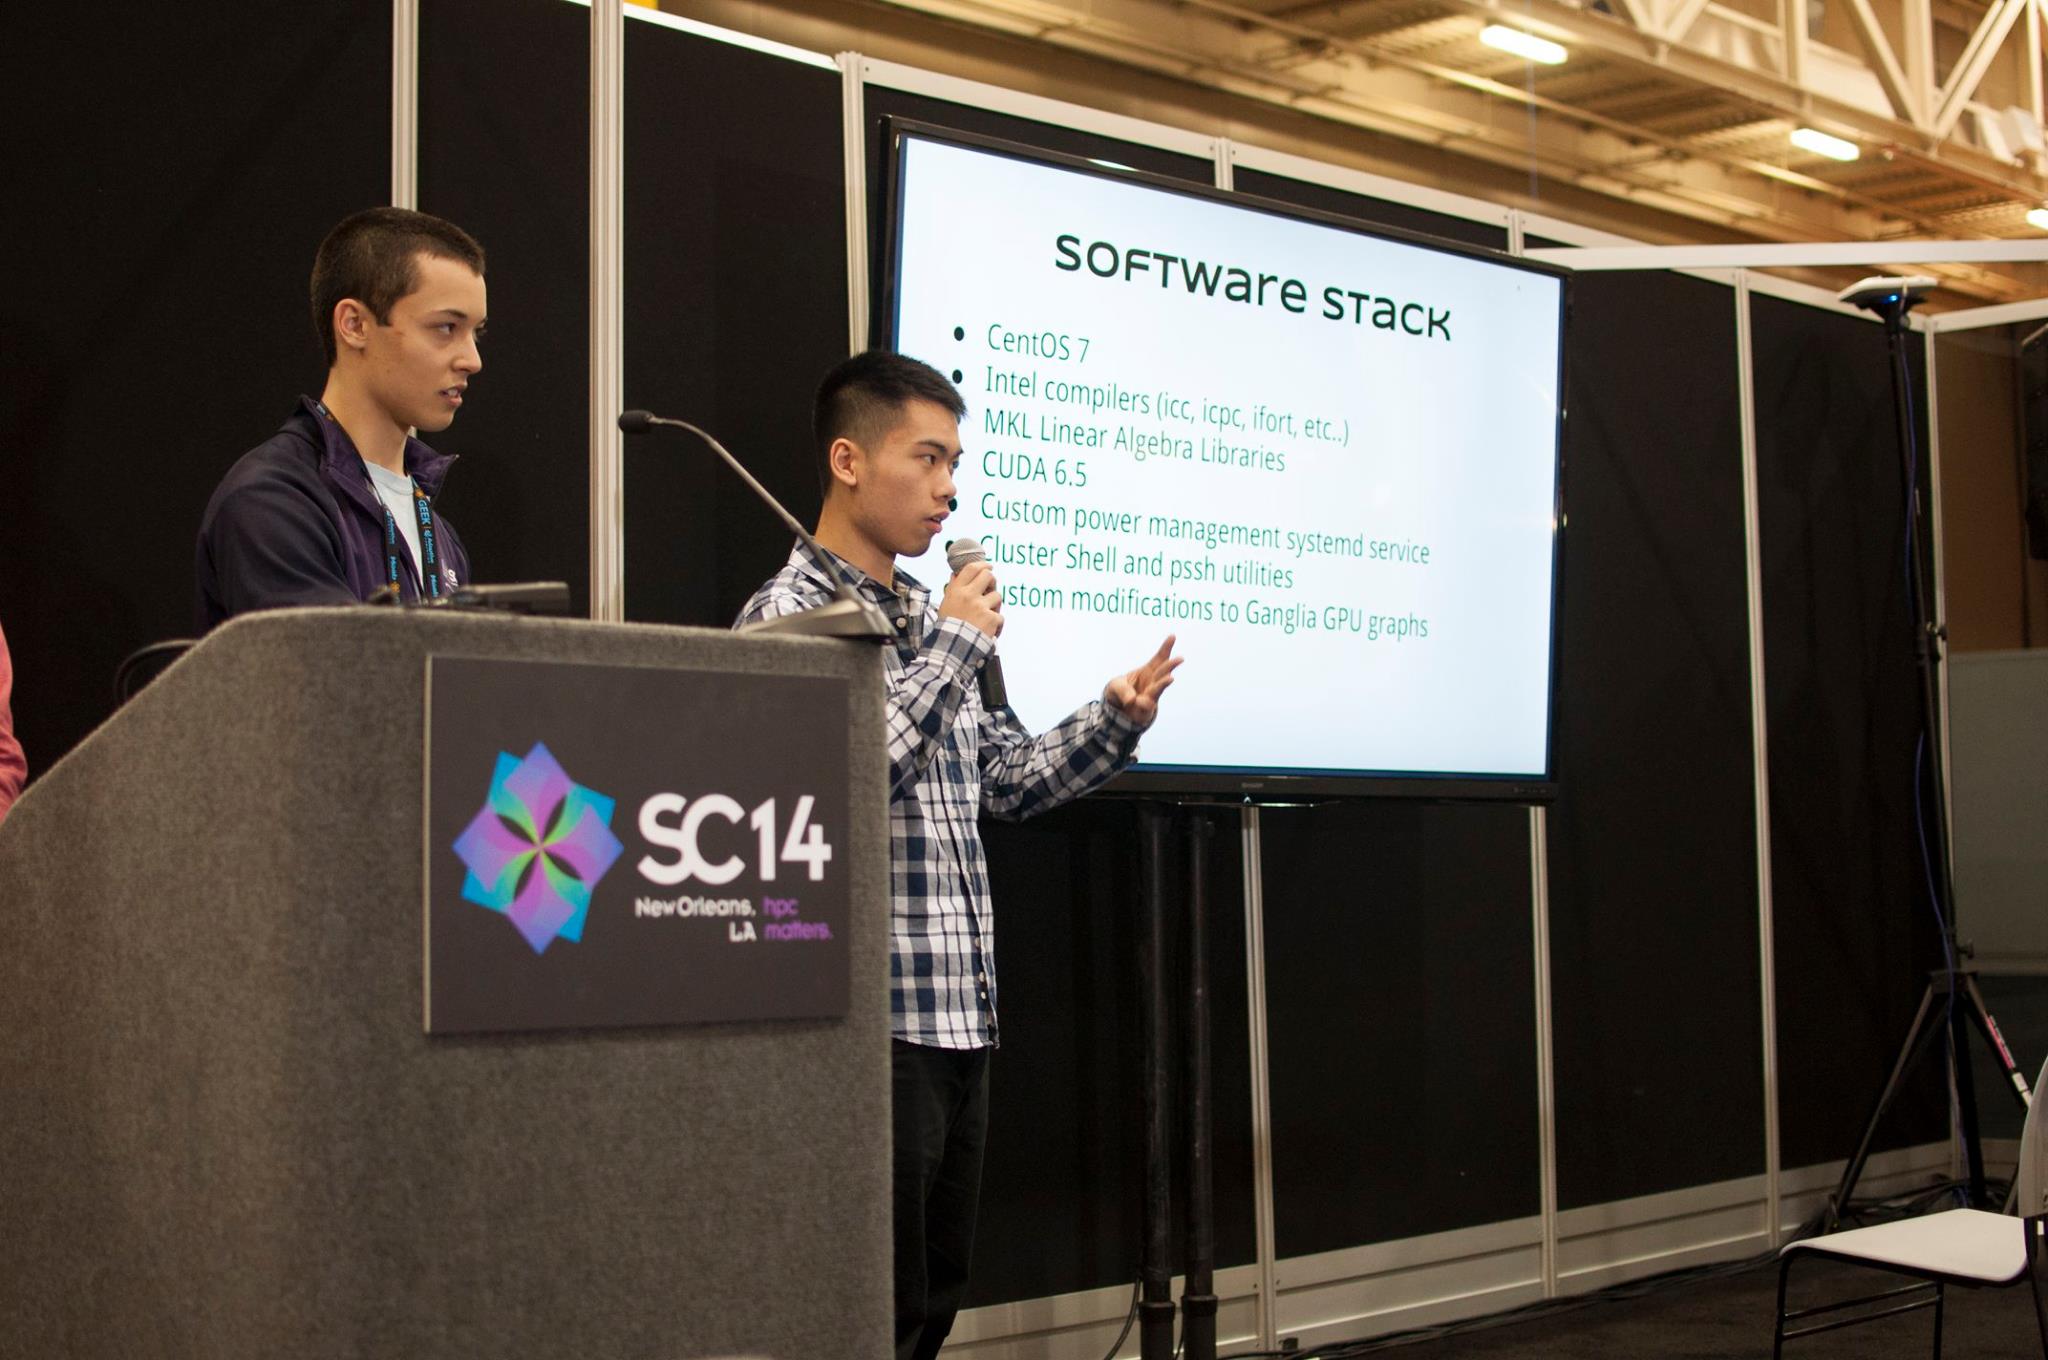 SOFTWare STaCK
● CentOS 7
● Intel compilers (icc, icpc, ifort, etc..)
MKL Linear Algebra Libraries
CUDA 6.5
● Custom power management systemd service
● Cluster Shell and pssh utilities
ustom modifications to Ganglia GPU graphs
GEEK
SC14
New Orleans, hpc
LA matters.
SHARP